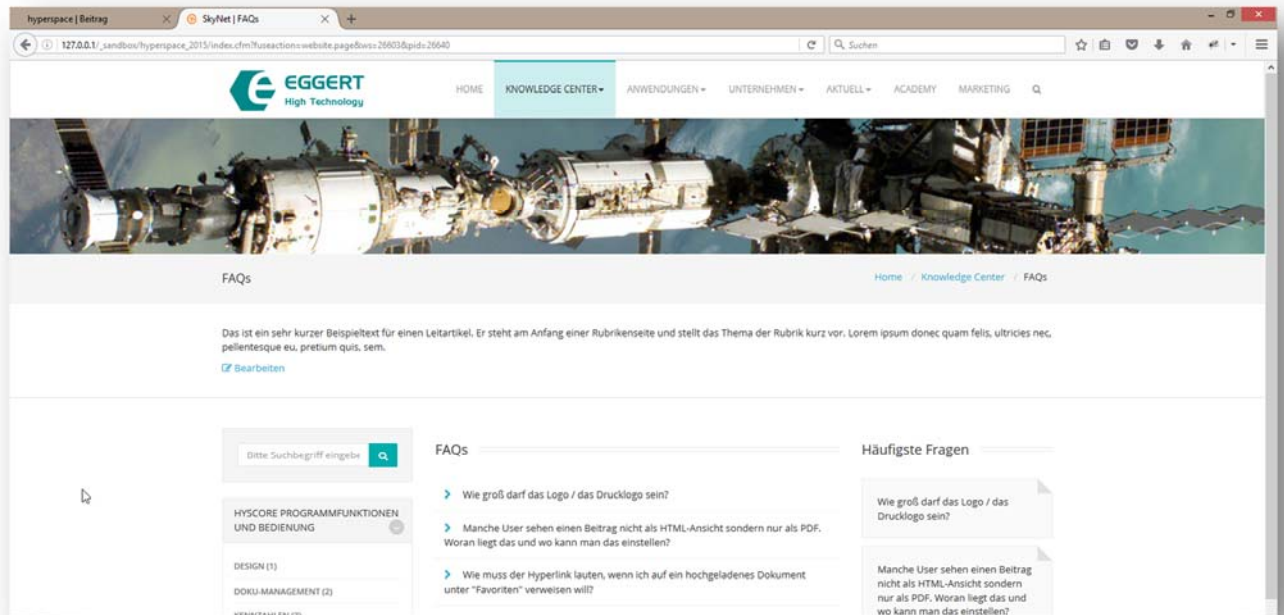 hyperspace | Beitrag
SkyNet | FAQs
127.0.0.1/_sandbox/hyperspace_2015/index.cfm?fuseaction=website.page&ws=26603&pid=26640
Suchen
EGGERT
High Technology
HOME
KNOWLEDGE CENTER
ANWENDUNGEN
UNTERNEHMEN
AKTUELL
ACADEMY
MARKETING
FAQs
Home / Knowledge Center / FAQs
Das ist ein sehr kurzer Beispieltext für einen Leitartikel. Er steht am Anfang einer Rubrikenseite und stellt das Thema der Rubrik kurz vor. Lorem ipsum donec quam felis, ultricies nec,
pellentesque eu, pretium quis, sem.
Bearbeiten
Bitte Suchbegriff eingebe
HYSCORE PROGRAMMFUNKTIONEN
UND BEDIENUNG
DESIGN (1)
DOKU-MANAGEMENT (2)
FAQs
Wie groß darf das Logo / das Drucklogo sein?
Manche User sehen einen Beitrag nicht als HTML-Ansicht sondern nur als PDF.
Woran liegt das und wo kann man das einstellen?
Wie muss der Hyperlink lauten, wenn ich auf ein hochgeladenes Dokument
unter "Favoriten" verweisen will?
Häufigste Fragen
Wie groß darf das Logo / das
Drucklogo sein?
Manche User sehen einen Beitrag
nicht als HTML-Ansicht sondern
nur als PDF. Woran liegt das und
wo kann man das einstellen?